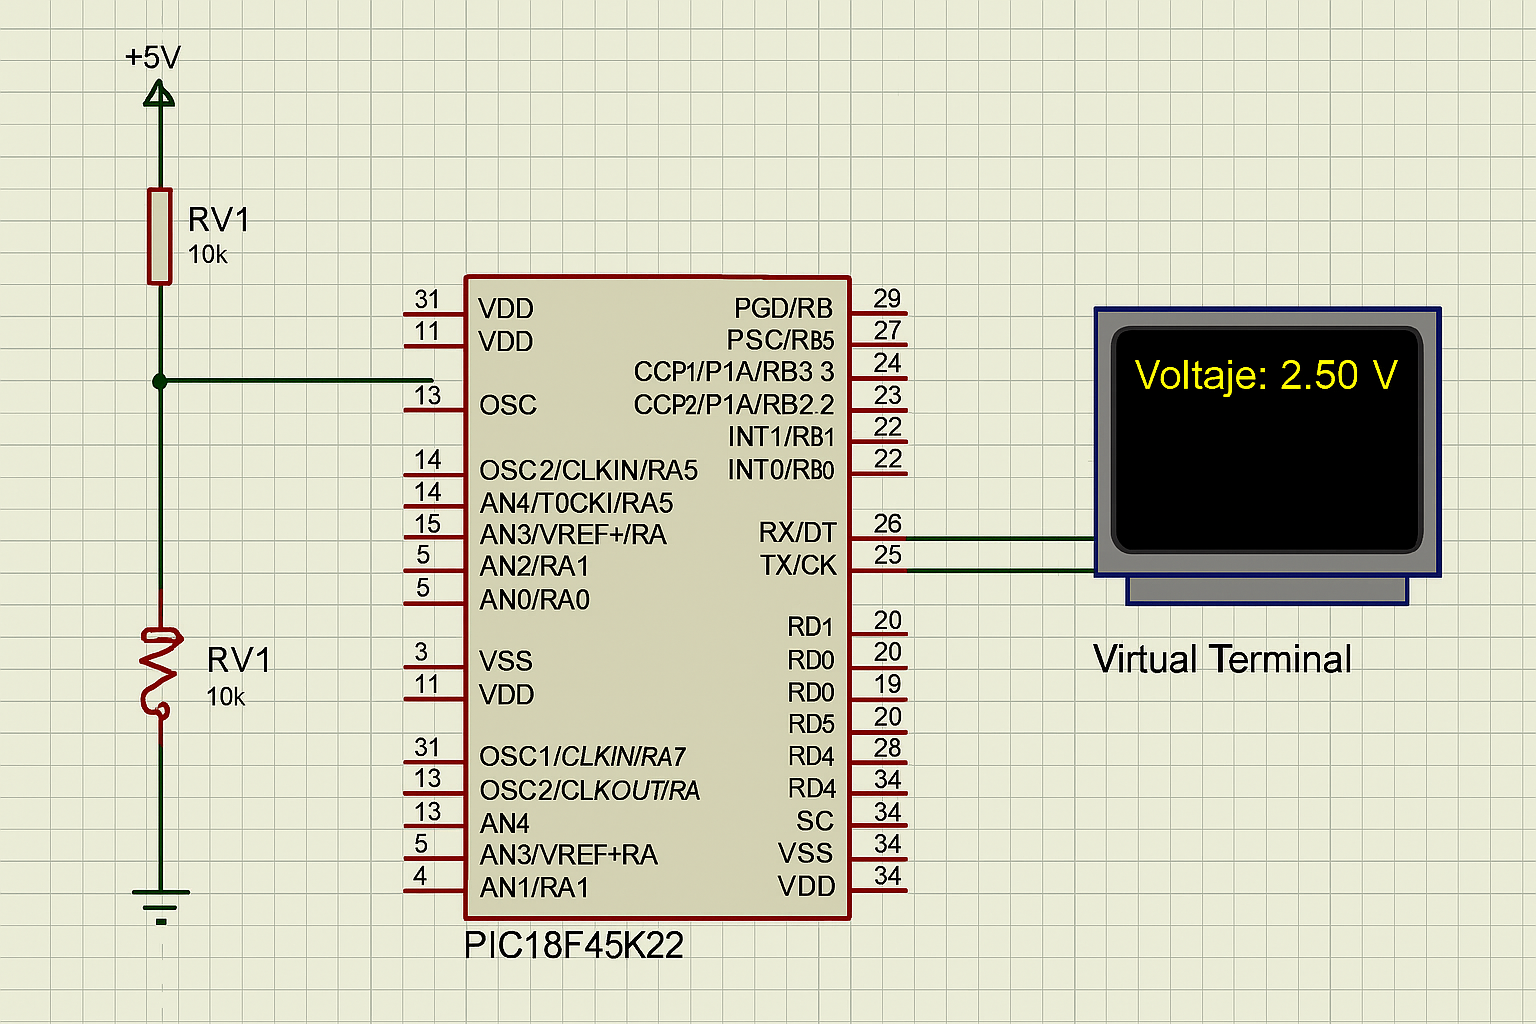 +5V
RV1
10k
31 VDD
11 VDD
13 OSC
14 OSC2/CLKIN/RA5
14 AN4/T0CKI/RA5
15 AN3/VREF+/RA
5 AN2/RA1
5 AN0/RA0
3 VSS
11 VDD
31 OSC1/CLKIN/RA7
13 OSC2/CLKOUT/RA
13 AN4
5 AN3/VREF+RA
4 AN1/RA1
PGD/RB 29
PSC/RB5 27
CCP1/P1A/RB3 3 24
CCP2/P1A/RB2.2 23
INT1/RB1 22
INT0/RB0 22
RX/DT 26
TX/CK 25
RD1 20
RD0 20
RD0 19
RD5 20
RD4 28
RD4 34
SC 34
VSS 34
VDD 34
PIC18F45K22
RV1
10k
Voltaje: 2.50 V
Virtual Terminal